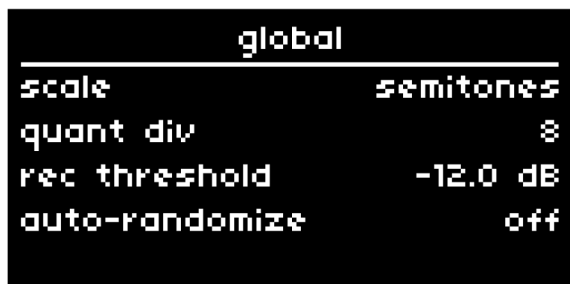 global
scale semitones
quant div 8
rec threshold -12.0 dB
auto-randomize off